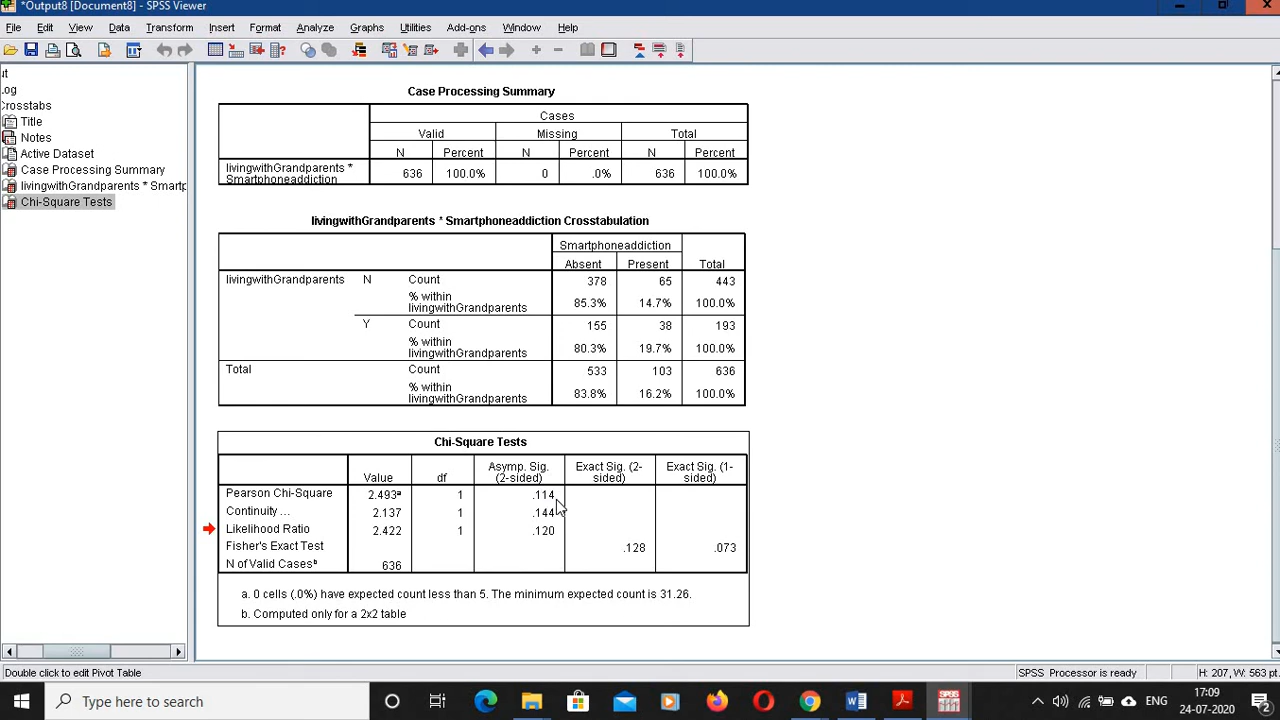 *Output8 [Document8] - SPSS Viewer
File Edit View Data Transform Insert Format Analyze Graphs Utilities Add-ons Window Help
ut
.og
rosstabs
Title
Notes
Active Dataset
Case Processing Summary
livingwithGrandparents * Smartp
Chi-Square Tests
Case Processing Summary
Cases
Valid Missing Total
N Percent N Percent N Percent
livingwithGrandparents *
Smartphoneaddiction
636 100.0% 0 .0% 636 100.0%
livingwithGrandparents * Smartphoneaddiction Crosstabulation
Smartphoneaddiction
Absent Present Total
livingwithGrandparents N Count 378 65 443
% within
livingwithGrandparents 85.3% 14.7% 100.0%
Y Count 155 38 193
% within
livingwithGrandparents 80.3% 19.7% 100.0%
Total Count 533 103 636
% within
livingwithGrandparents 83.8% 16.2% 100.0%
Chi-Square Tests
Value df Asymp. Sig. (2-sided) Exact Sig. (2-sided) Exact Sig. (1-sided)
Pearson Chi-Square 2.493ª 1 .114
Continuity ... 2.137 1 .144
Likelihood Ratio 2.422 1 .120
Fisher's Exact Test .128 .073
N of Valid Casesᵇ 636
a. 0 cells (.0%) have expected count less than 5. The minimum expected count is 31.26.
b. Computed only for a 2x2 table
Double click to edit Pivot Table SPSS Processor is ready H: 207, W: 563 pt.
Type here to search
ENG
17:09
24-07-2020
2